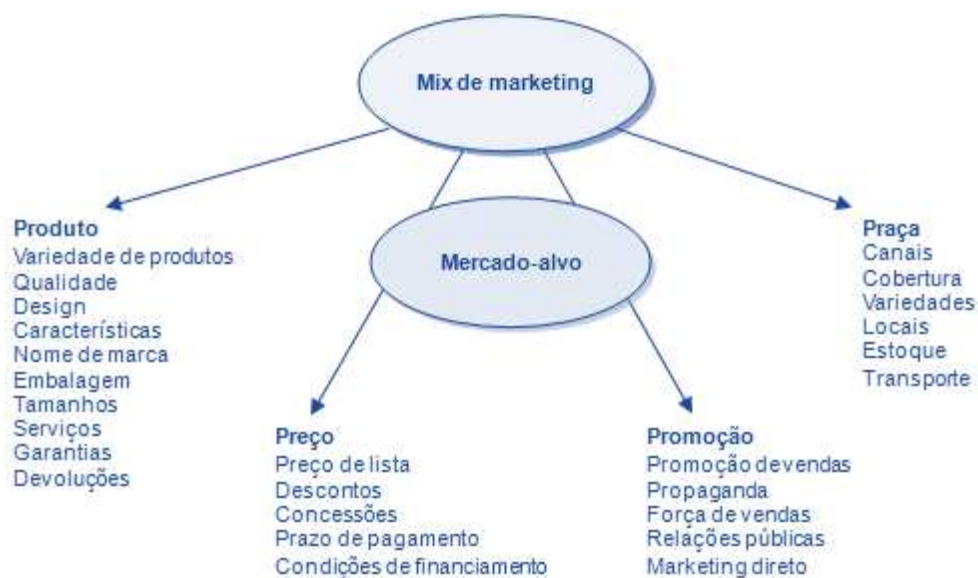 Mix de marketing
Mercado-alvo
Produto
Variedade de produtos
Qualidade
Design
Características
Nome de marca
Embalagem
Tamanhos
Serviços
Garantias
Devoluções
Preço
Preço de lista
Descontos
Concessões
Prazo de pagamento
Condições de financiamento
Promoção
Promoção de vendas
Propaganda
Força de vendas
Relações públicas
Marketing direto
Praça
Canais
Cobertura
Variedades
Locais
Estoque
Transporte